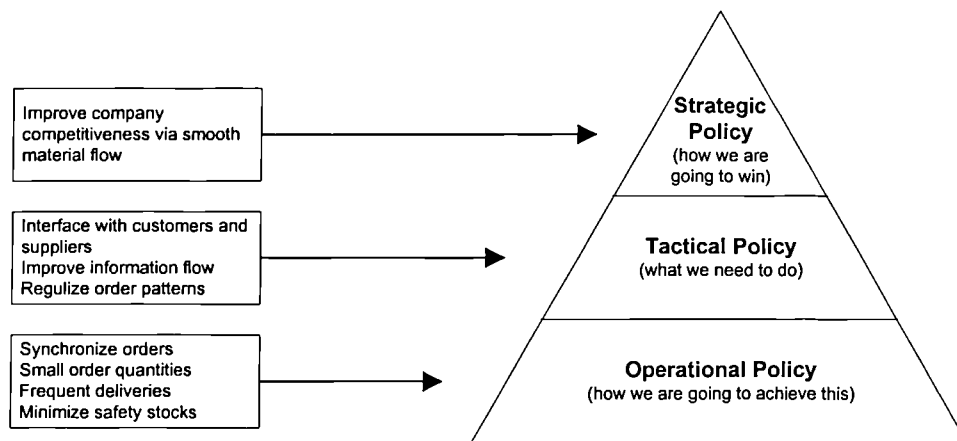 Improve company
competitiveness via smooth
material flow
Strategic
Policy
(how we are
going to win)
Interface with customers and
suppliers
Improve information flow
Regulize order patterns
Tactical Policy
(what we need to do)
Synchronize orders
Small order quantities
Frequent deliveries
Minimize safety stocks
Operational Policy
(how we are going to achieve this)